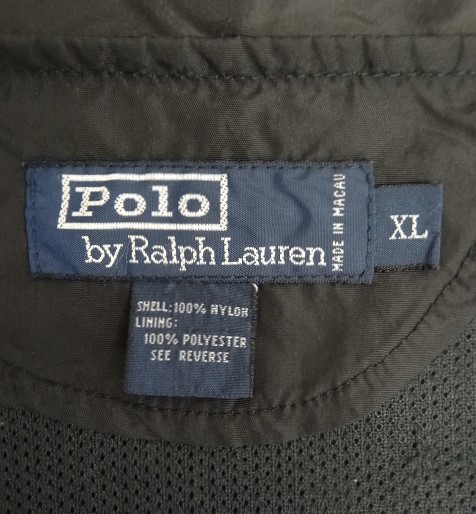 Polo
by Ralph Lauren
MADE IN MACAU
XL
SHELL:100% NYLON
LINING:
100% POLYESTER
SEE REVERSE